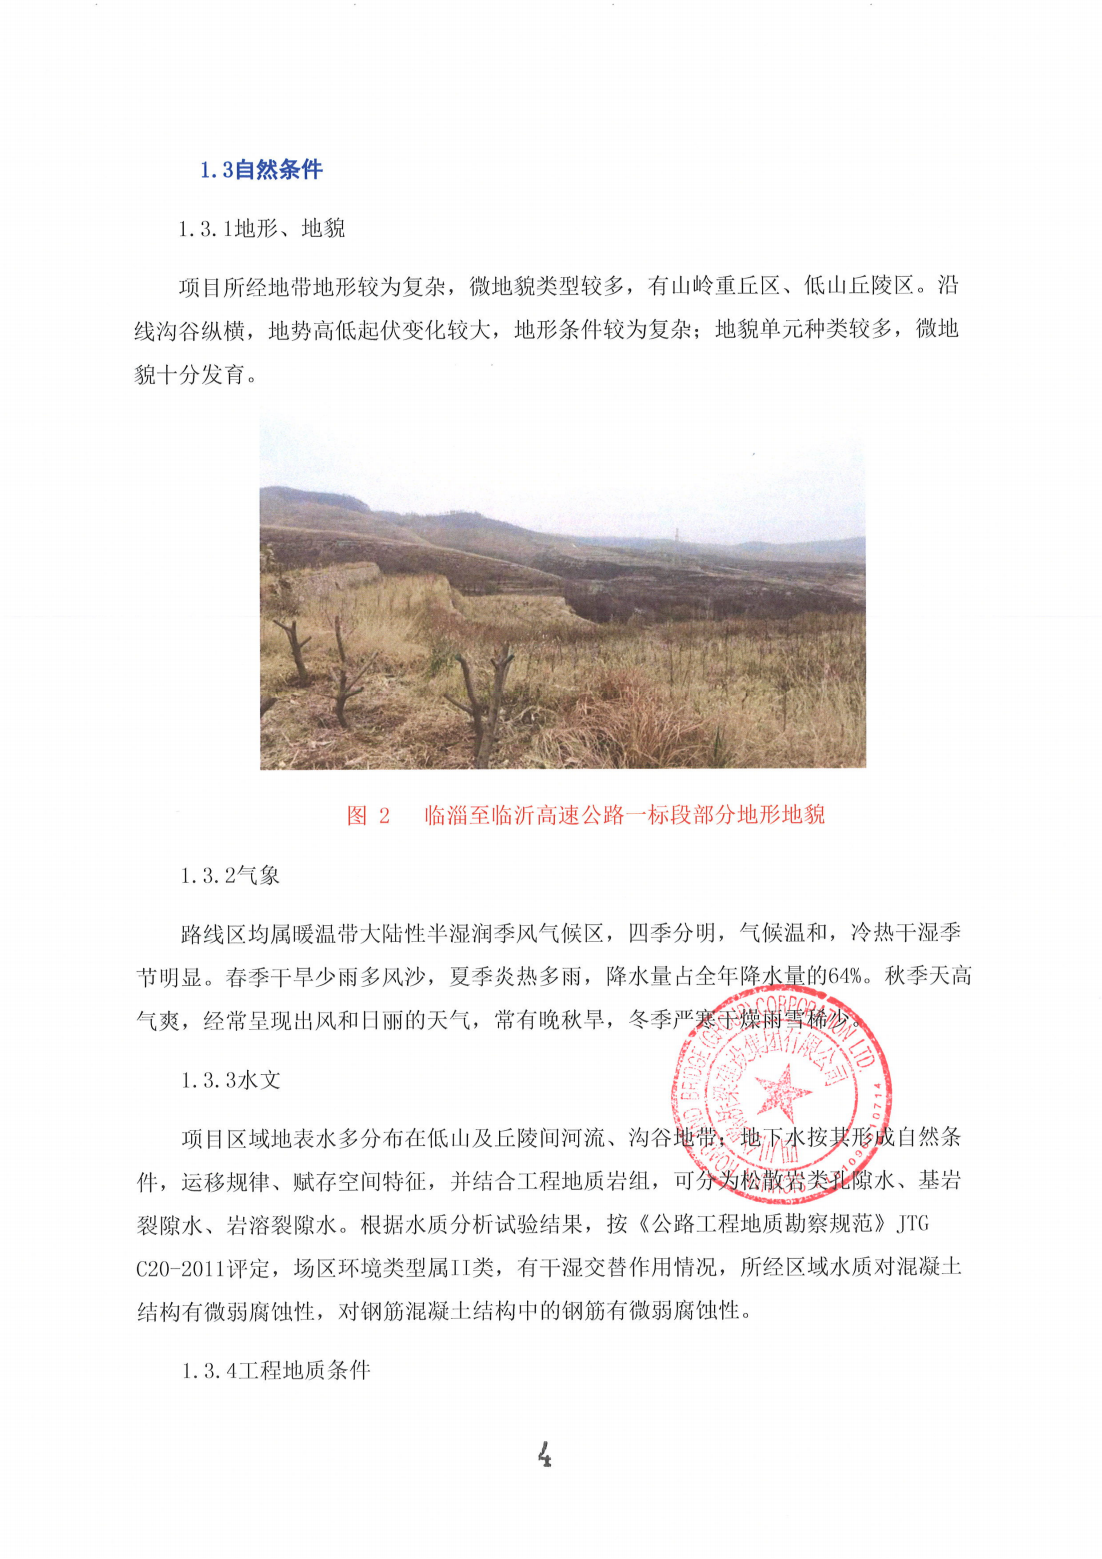 1.3自然条件
1.3.1地形、地貌
项目所经地带地形较为复杂，微地貌类型较多，有山岭重丘区、低山丘陵区。沿
线沟谷纵横，地势高低起伏变化较大，地形条件较为复杂；地貌单元种类较多，微地
貌十分发育。
图 2 临淄至临沂高速公路一标段部分地形地貌
1.3.2气象
路线区均属暖温带大陆性半湿润季风气候区，四季分明，气候温和，冷热干湿季
节明显。春季干旱少雨多风沙，夏季炎热多雨，降水量占全年降水量的64%。秋季天高
气爽，经常呈现出风和日丽的天气，常有晚秋旱，冬季严寒干燥雨雪稀少。
1.3.3水文
项目区域地表水多分布在低山及丘陵间河流、沟谷地带；地下水按其形成自然条
件，运移规律、赋存空间特征，并结合工程地质岩组，可分为松散岩类孔隙水、基岩
裂隙水、岩溶裂隙水。根据水质分析试验结果，按《公路工程地质勘察规范》JTG
C20-2011评定，场区环境类型属II类，有干湿交替作用情况，所经区域水质对混凝土
结构有微弱腐蚀性，对钢筋混凝土结构中的钢筋有微弱腐蚀性。
1.3.4工程地质条件
BRIDGE (GROUP) CORPORATION LTD.
桥梁建设集团有限公司
4